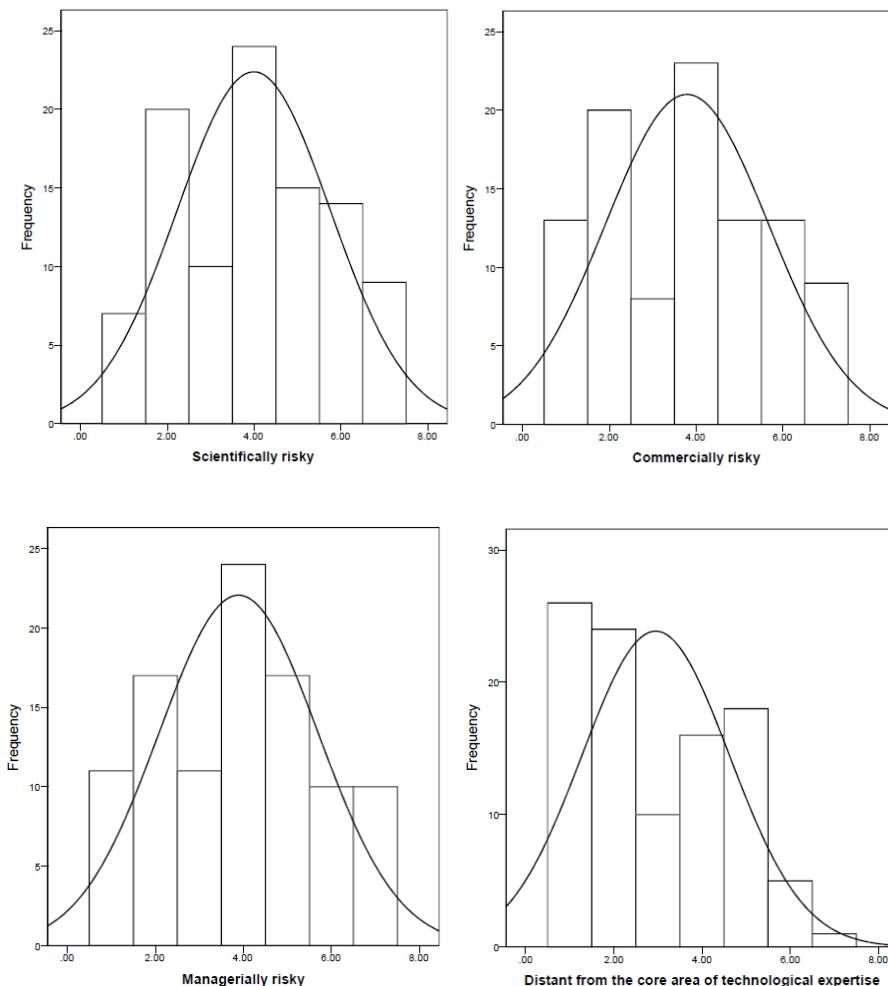 25
20
15
10
5
0
Frequency
.00 2.00 4.00 6.00 8.00
Scientifically risky
25
20
15
10
5
0
Frequency
.00 2.00 4.00 6.00 8.00
Commercially risky
25
20
15
10
5
0
Frequency
.00 2.00 4.00 6.00 8.00
Managerially risky
30
20
10
0
Frequency
.00 2.00 4.00 6.00 8.00
Distant from the core area of technological expertise